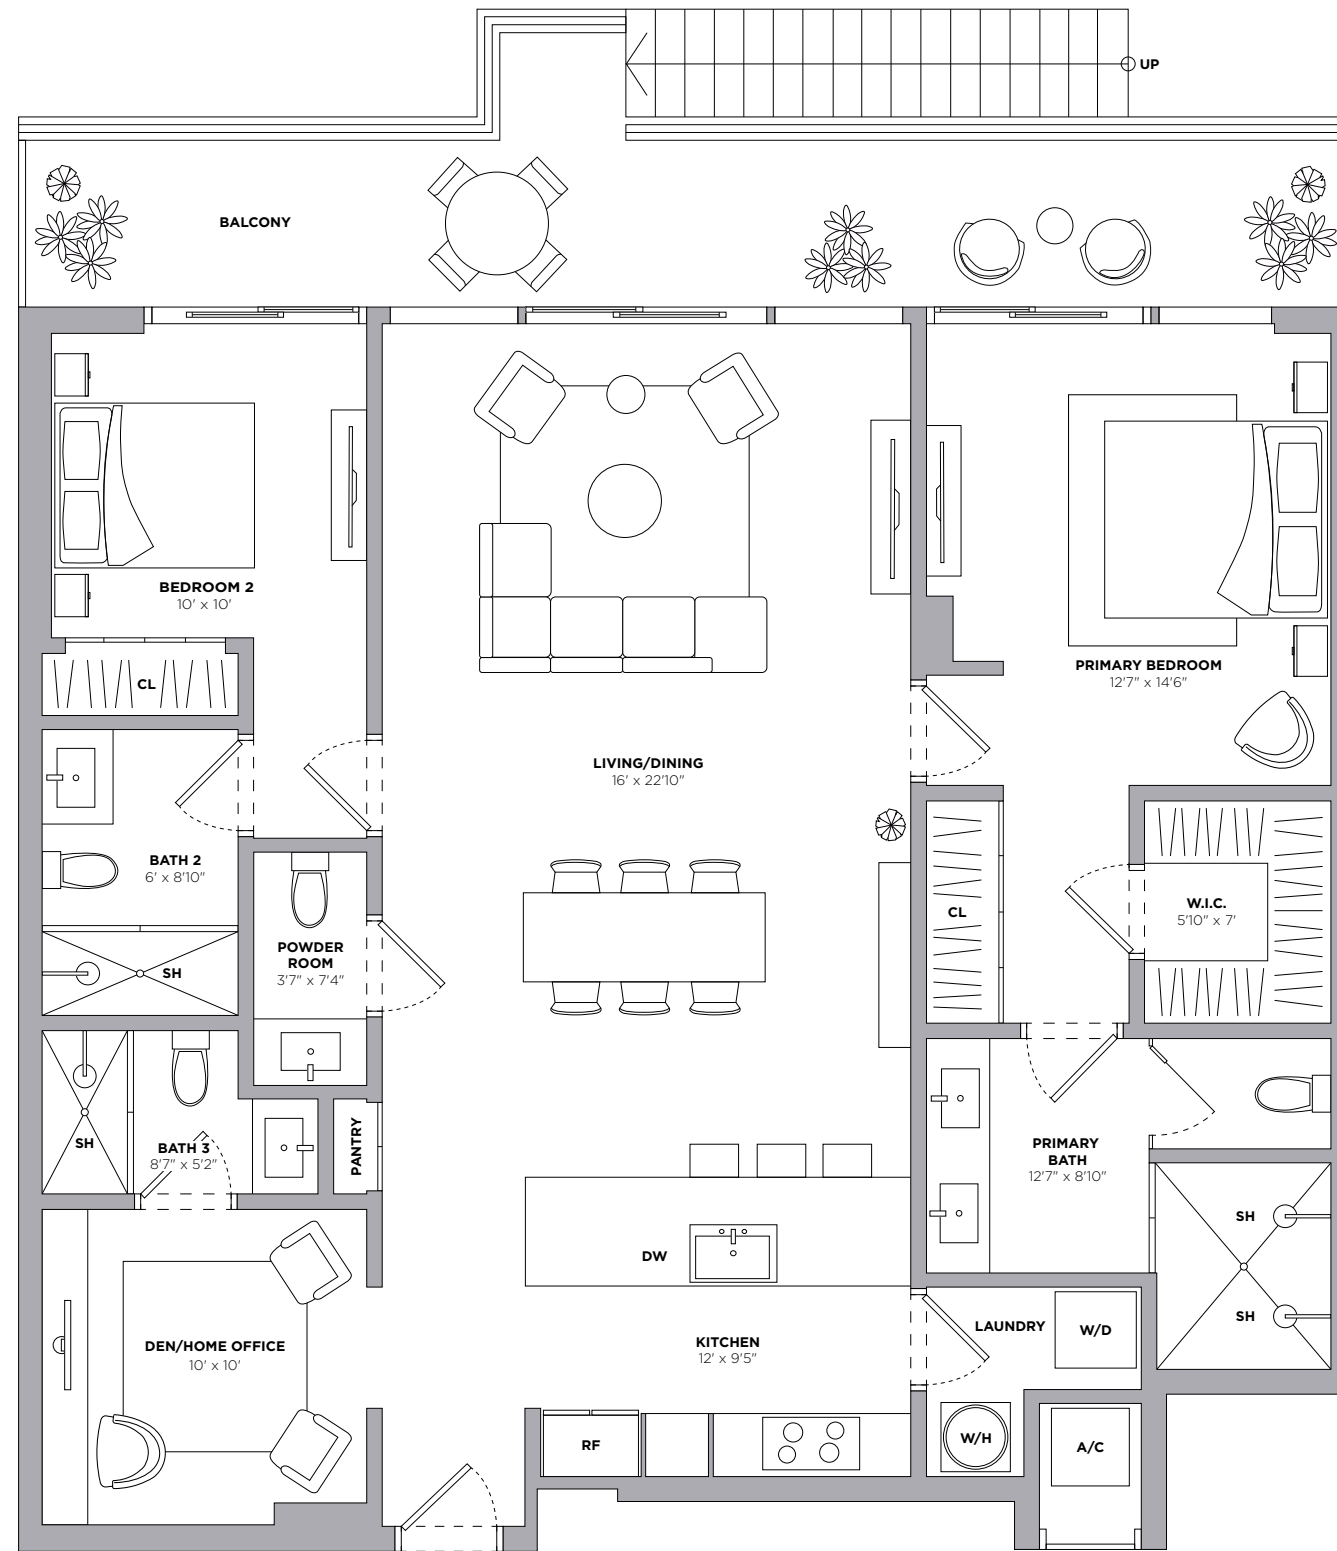 UP
BALCONY
BEDROOM 2
10' x 10'
CL
PRIMARY BEDROOM
12'7" x 14'6"
LIVING/DINING
16' x 22'10"
BATH 2
6' x 8'10"
SH
POWDER
ROOM
3'7" x 7'4"
CL
W.I.C.
5'10" x 7'
SH
BATH 3
8'7" x 5'2"
PANTRY
PRIMARY
BATH
12'7" x 8'10"
SH
SH
DW
DEN/HOME OFFICE
10' x 10'
KITCHEN
12' x 9'5"
LAUNDRY
W/D
RF
W/H
A/C